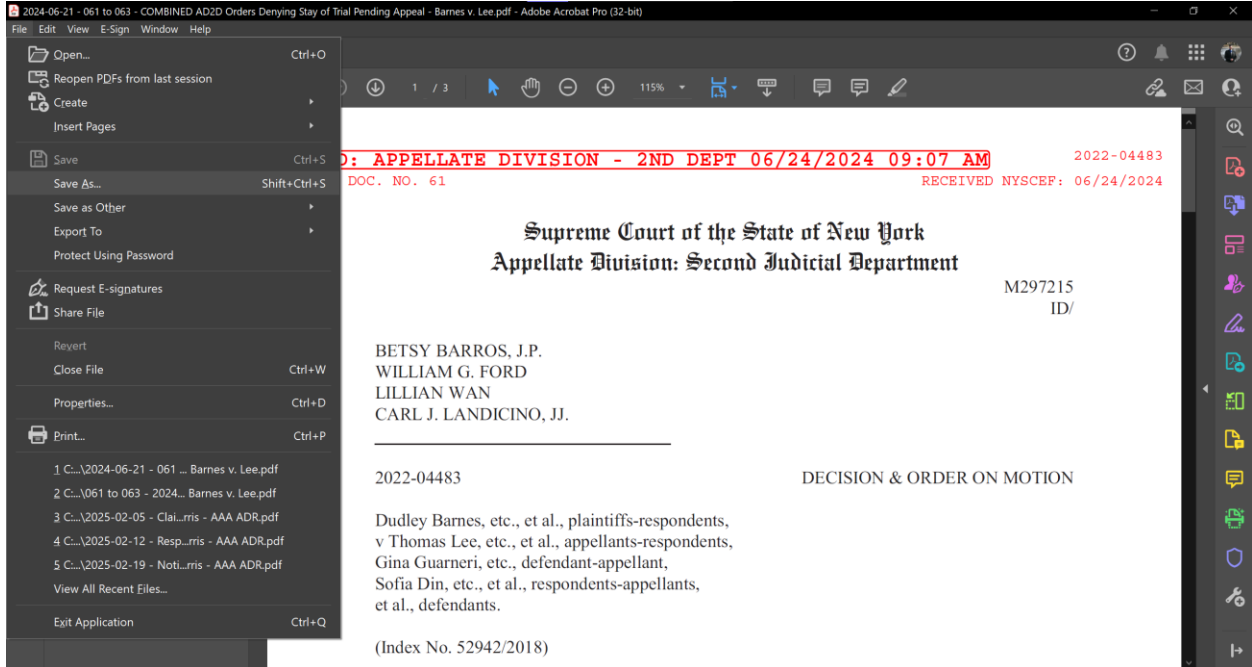 2024-06-21 - 061 to 063 - COMBINED AD2D Orders Denying Stay of Trial Pending Appeal - Barnes v. Lee.pdf - Adobe Acrobat Pro (32-bit)
File Edit View E-Sign Window Help
Open... Ctrl+O
Reopen PDFs from last session
Create
Insert Pages
Save Ctrl+S
Save As... Shift+Ctrl+S
Save as Other
Export To
Protect Using Password
Request E-signatures
Share File
Revert
Close File Ctrl+W
Properties... Ctrl+D
Print... Ctrl+P
1 C:...\2024-06-21 - 061 ... Barnes v. Lee.pdf
2 C:...\061 to 063 - 2024... Barnes v. Lee.pdf
3 C:...\2025-02-05 - Clai...rris - AAA ADR.pdf
4 C:...\2025-02-12 - Resp...rris - AAA ADR.pdf
5 C:...\2025-02-19 - Noti...rris - AAA ADR.pdf
View All Recent Files...
Exit Application Ctrl+Q
1 / 3 115%
D: APPELLATE DIVISION - 2ND DEPT 06/24/2024 09:07 AM 2022-04483
DOC. NO. 61 RECEIVED NYSCEF: 06/24/2024
Supreme Court of the State of New York
Appellate Division: Second Judicial Department
M297215
ID/
BETSY BARROS, J.P.
WILLIAM G. FORD
LILLIAN WAN
CARL J. LANDICINO, JJ.
2022-04483 DECISION & ORDER ON MOTION
Dudley Barnes, etc., et al., plaintiffs-respondents,
v Thomas Lee, etc., et al., appellants-respondents,
Gina Guarneri, etc., defendant-appellant,
Sofia Din, etc., et al., respondents-appellants,
et al., defendants.
(Index No. 52942/2018)